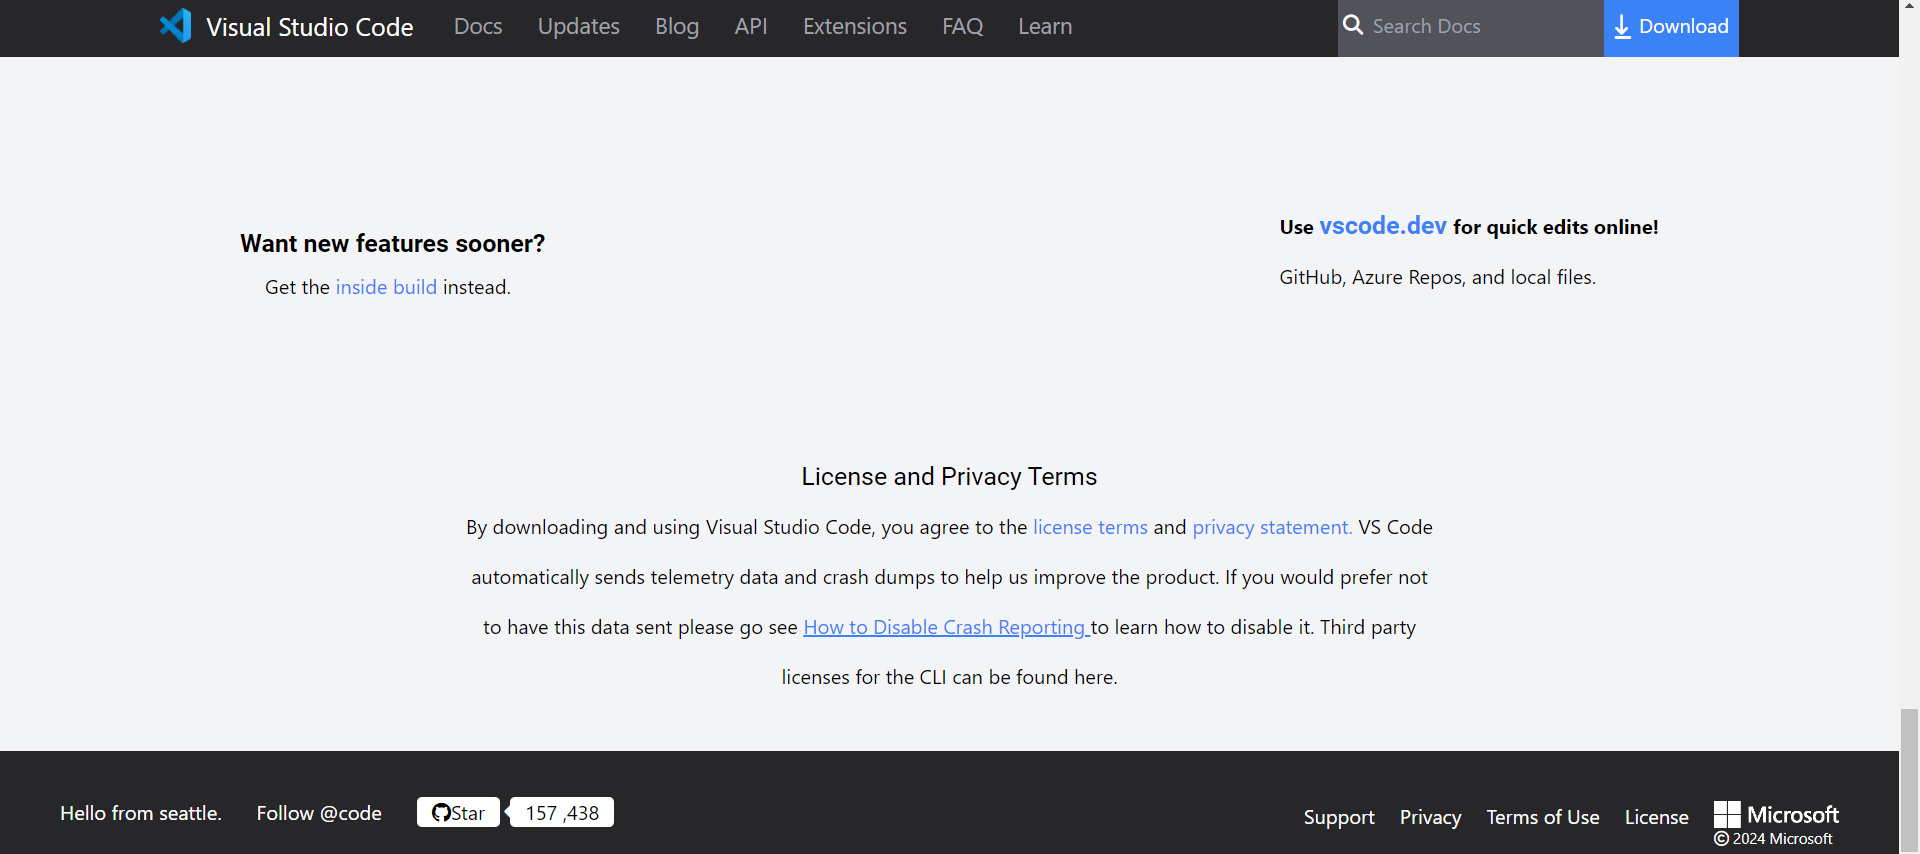 Visual Studio Code Docs Updates Blog API Extensions FAQ Learn Search Docs Download
Want new features sooner?
Get the inside build instead.
Use vscode.dev for quick edits online!
GitHub, Azure Repos, and local files.
License and Privacy Terms
By downloading and using Visual Studio Code, you agree to the license terms and privacy statement. VS Code
automatically sends telemetry data and crash dumps to help us improve the product. If you would prefer not
to have this data sent please go see How to Disable Crash Reporting to learn how to disable it. Third party
licenses for the CLI can be found here.
Hello from seattle. Follow @code Star 157 ,438
Support Privacy Terms of Use License Microsoft
© 2024 Microsoft